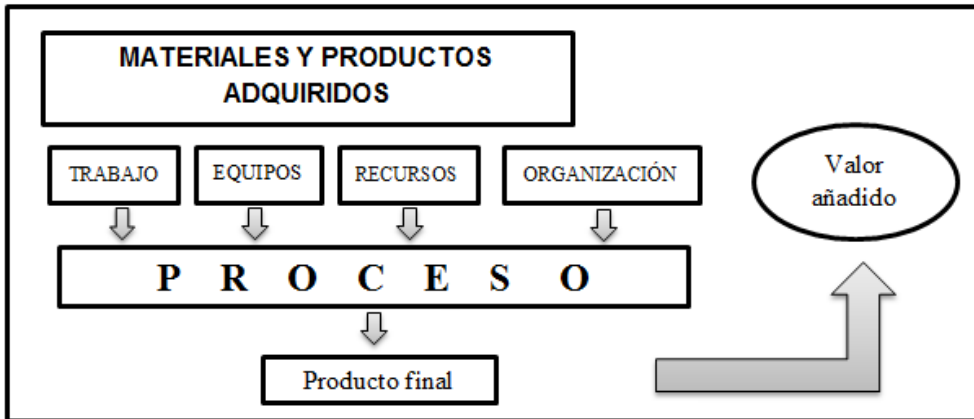 MATERIALES Y PRODUCTOS
ADQUIRIDOS
TRABAJO
EQUIPOS
RECURSOS
ORGANIZACIÓN
Valor
añadido
P R O C E S O
Producto final